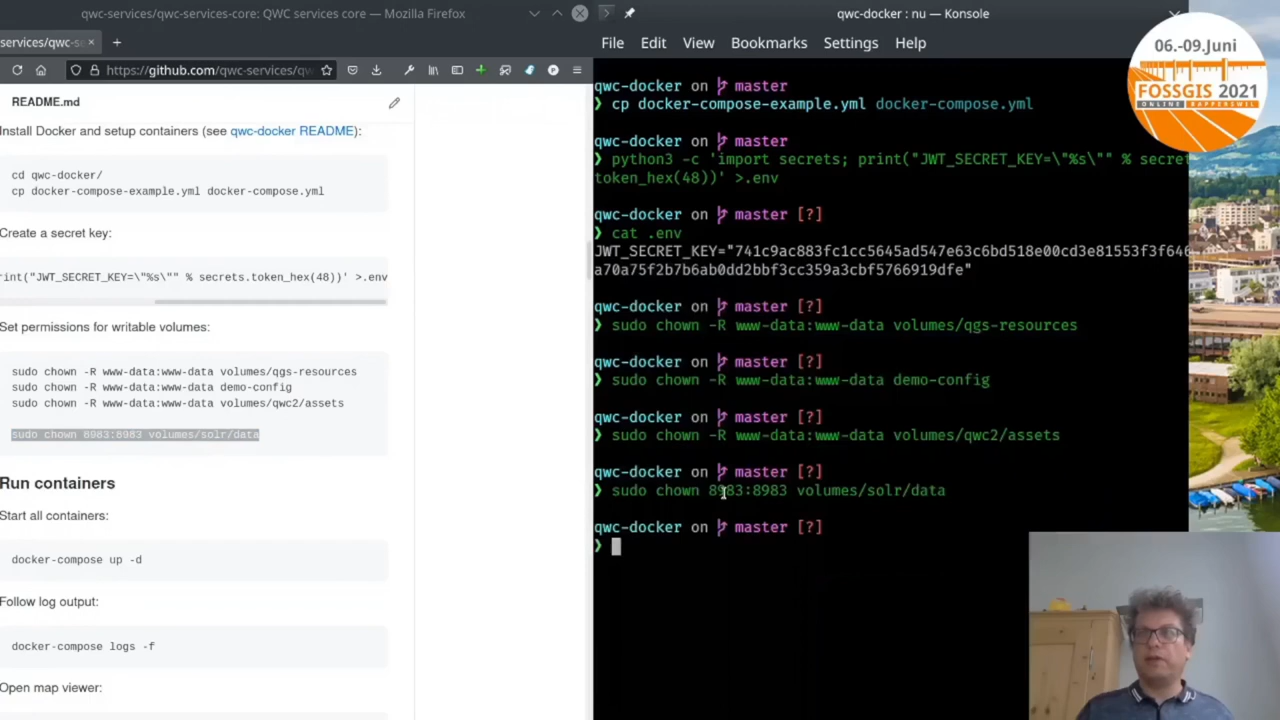 qwc-services/qwc-services-core: QWC services core — Mozilla Firefox
services/qwc-se
https://github.com/qwc-services/qw
README.md
Install Docker and setup containers (see qwc-docker README):
cd qwc-docker/
cp docker-compose-example.yml docker-compose.yml
Create a secret key:
rint("JWT_SECRET_KEY=\"%s\"" % secrets.token_hex(48))' >.env
Set permissions for writable volumes:
sudo chown -R www-data:www-data volumes/qgs-resources
sudo chown -R www-data:www-data demo-config
sudo chown -R www-data:www-data volumes/qwc2/assets
sudo chown 8983:8983 volumes/solr/data
Run containers
Start all containers:
docker-compose up -d
Follow log output:
docker-compose logs -f
Open map viewer:
qwc-docker : nu — Konsole
File Edit View Bookmarks Settings Help
qwc-docker on master
❯ cp docker-compose-example.yml docker-compose.yml
qwc-docker on master
❯ python3 -c 'import secrets; print("JWT_SECRET_KEY=\"%s\"" % secret
token_hex(48))' >.env
qwc-docker on master [?]
❯ cat .env
JWT_SECRET_KEY="741c9ac883fc1cc5645ad547e63c6bd518e00cd3e81553f3f646
a70a75f2b7b6ab0dd2bbf3cc359a3cbf5766919dfe"
qwc-docker on master [?]
❯ sudo chown -R www-data:www-data volumes/qgs-resources
qwc-docker on master [?]
❯ sudo chown -R www-data:www-data demo-config
qwc-docker on master [?]
❯ sudo chown -R www-data:www-data volumes/qwc2/assets
qwc-docker on master [?]
❯ sudo chown 8983:8983 volumes/solr/data
qwc-docker on master [?]
❯
06.-09.Juni
FOSSGIS 2021
ONLINE RAPPERSWIL